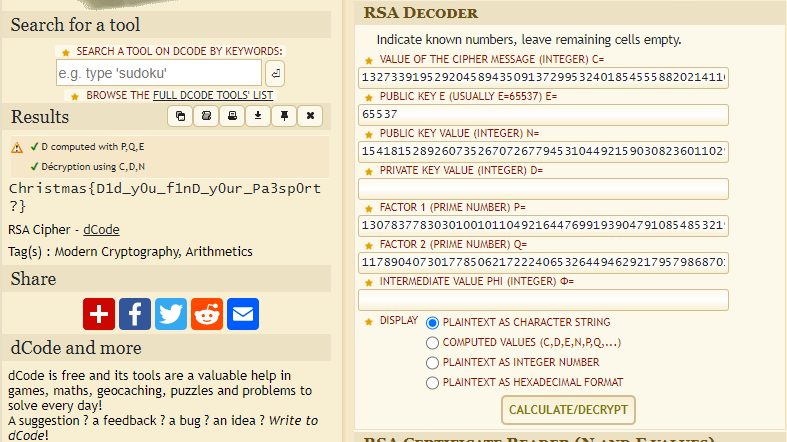 Search for a tool
SEARCH A TOOL ON DCODE BY KEYWORDS:
e.g. type 'sudoku'
BROWSE THE FULL DCODE TOOLS' LIST
Results
D computed with P,Q,E
Décryption using C,D,N
Christmas{D1d_y0u_f1nD_y0ur_Pa3sp0rt
?}
RSA Cipher - dCode
Tag(s) : Modern Cryptography, Arithmetics
Share
dCode and more
dCode is free and its tools are a valuable help in
games, maths, geocaching, puzzles and problems to
solve every day!
A suggestion ? a feedback ? a bug ? an idea ? Write to
dCode!
RSA DECODER
Indicate known numbers, leave remaining cells empty.
VALUE OF THE CIPHER MESSAGE (INTEGER) C=
PUBLIC KEY E (USUALLY E=65537) E=
65537
PUBLIC KEY VALUE (INTEGER) N=
PRIVATE KEY VALUE (INTEGER) D=
FACTOR 1 (PRIME NUMBER) P=
FACTOR 2 (PRIME NUMBER) Q=
INTERMEDIATE VALUE PHI (INTEGER) Φ=
DISPLAY
PLAINTEXT AS CHARACTER STRING
COMPUTED VALUES (C,D,E,N,P,Q,...)
PLAINTEXT AS INTEGER NUMBER
PLAINTEXT AS HEXADECIMAL FORMAT
CALCULATE/DECRYPT
RSA CERTIFICATE READER (N AND E VALUES)